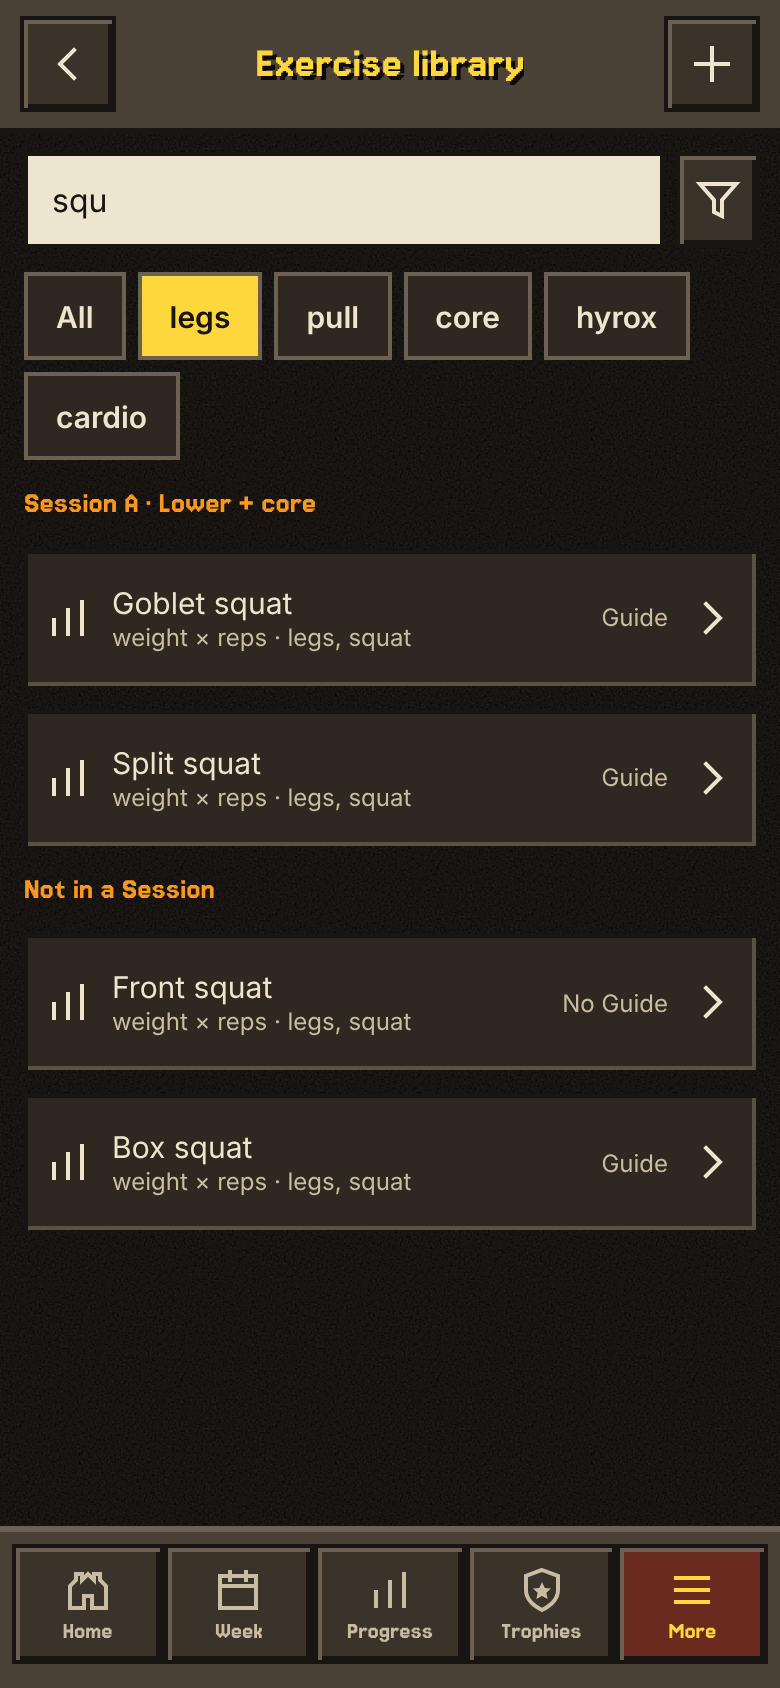 Exercise library
squ
All
legs
pull
core
hyrox
cardio
Session A · Lower + core
Goblet squat
weight × reps · legs, squat
Guide
Split squat
weight × reps · legs, squat
Guide
Not in a Session
Front squat
weight × reps · legs, squat
No Guide
Box squat
weight × reps · legs, squat
Guide
Home
Week
Progress
Trophies
More